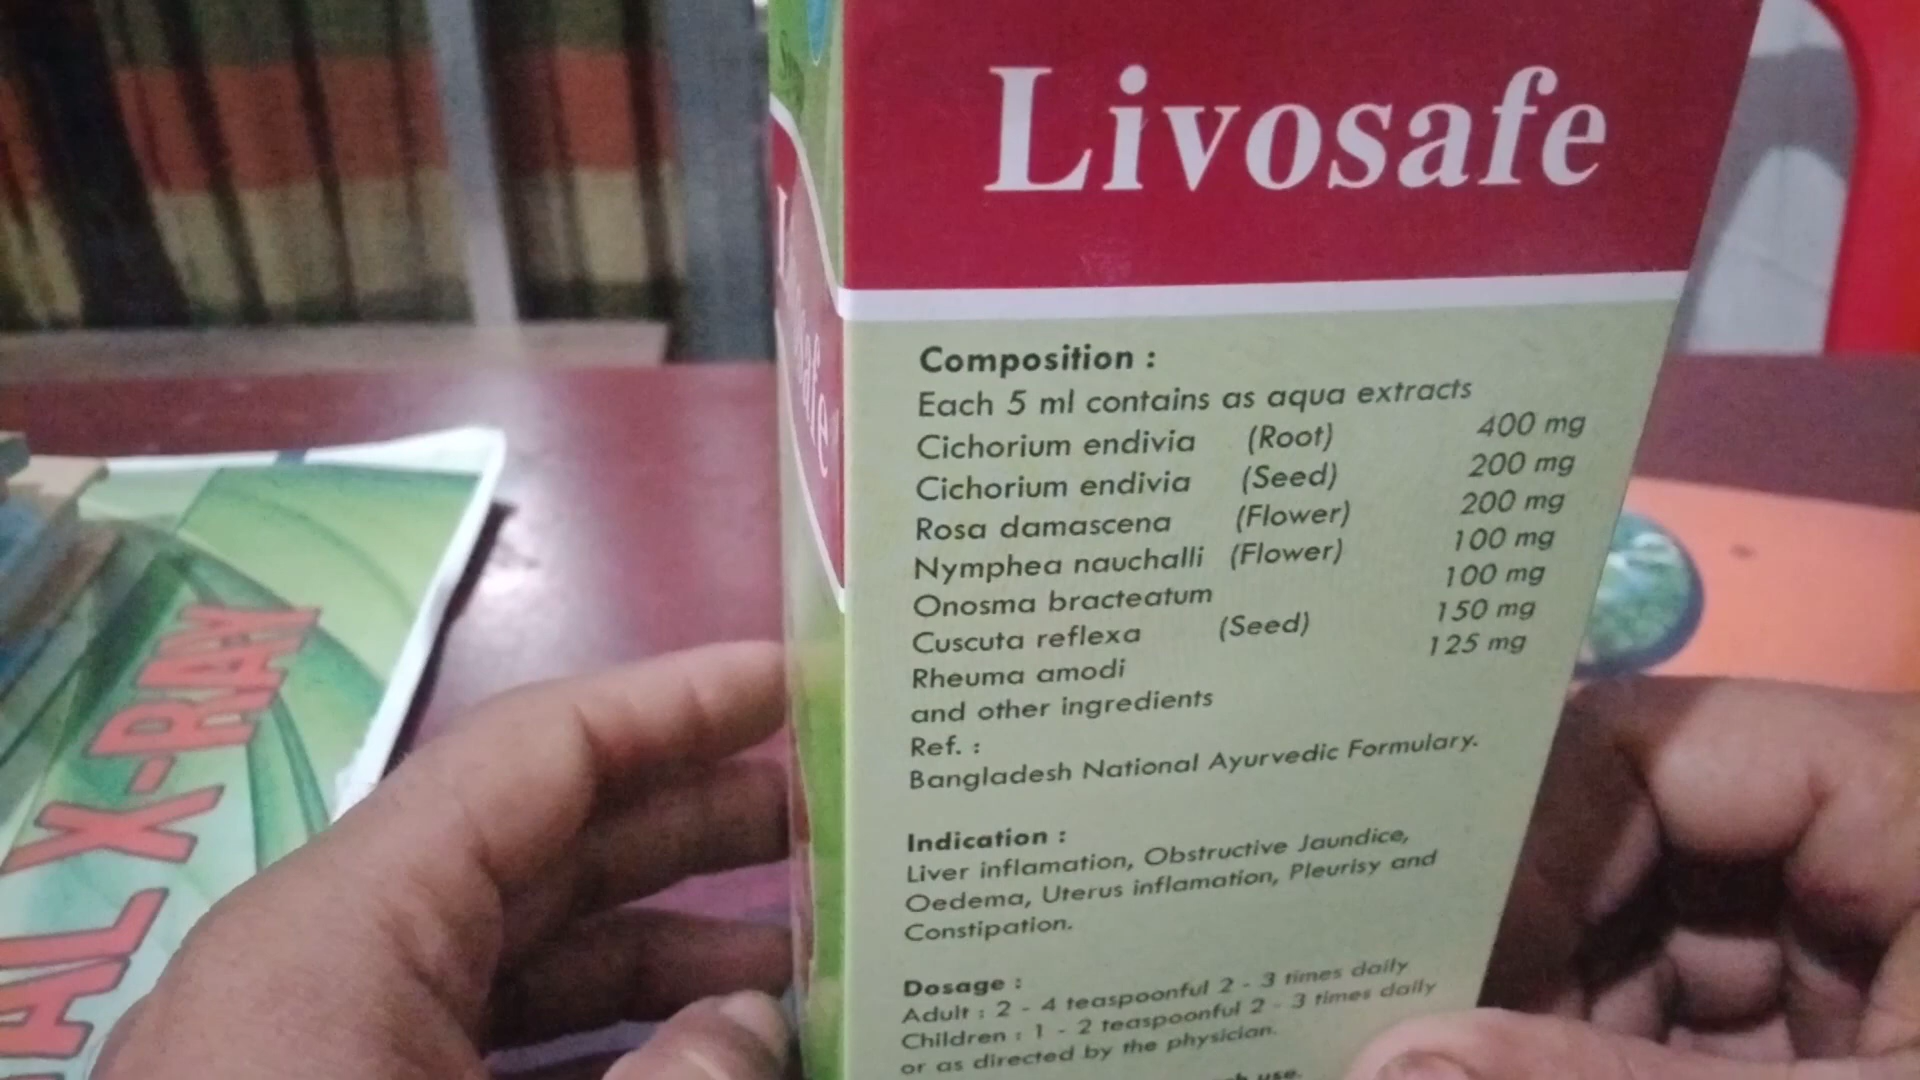 Livosafe
Composition :
Each 5 ml contains as aqua extracts
Cichorium endivia (Root) 400 mg
Cichorium endivia (Seed) 200 mg
Rosa damascena (Flower) 200 mg
Nymphea nauchalli (Flower) 100 mg
Onosma bracteatum 100 mg
Cuscuta reflexa (Seed) 150 mg
Rheuma amodi 125 mg
and other ingredients
Ref. :
Bangladesh National Ayurvedic Formulary.
Indication :
Liver inflamation, Obstructive Jaundice,
Oedema, Uterus inflamation, Pleurisy and
Constipation.
Dosage :
Adult : 2 - 4 teaspoonful 2 - 3 times daily
Children : 1 - 2 teaspoonful 2 - 3 times daily
or as directed by the physician.
use.
X-RAY